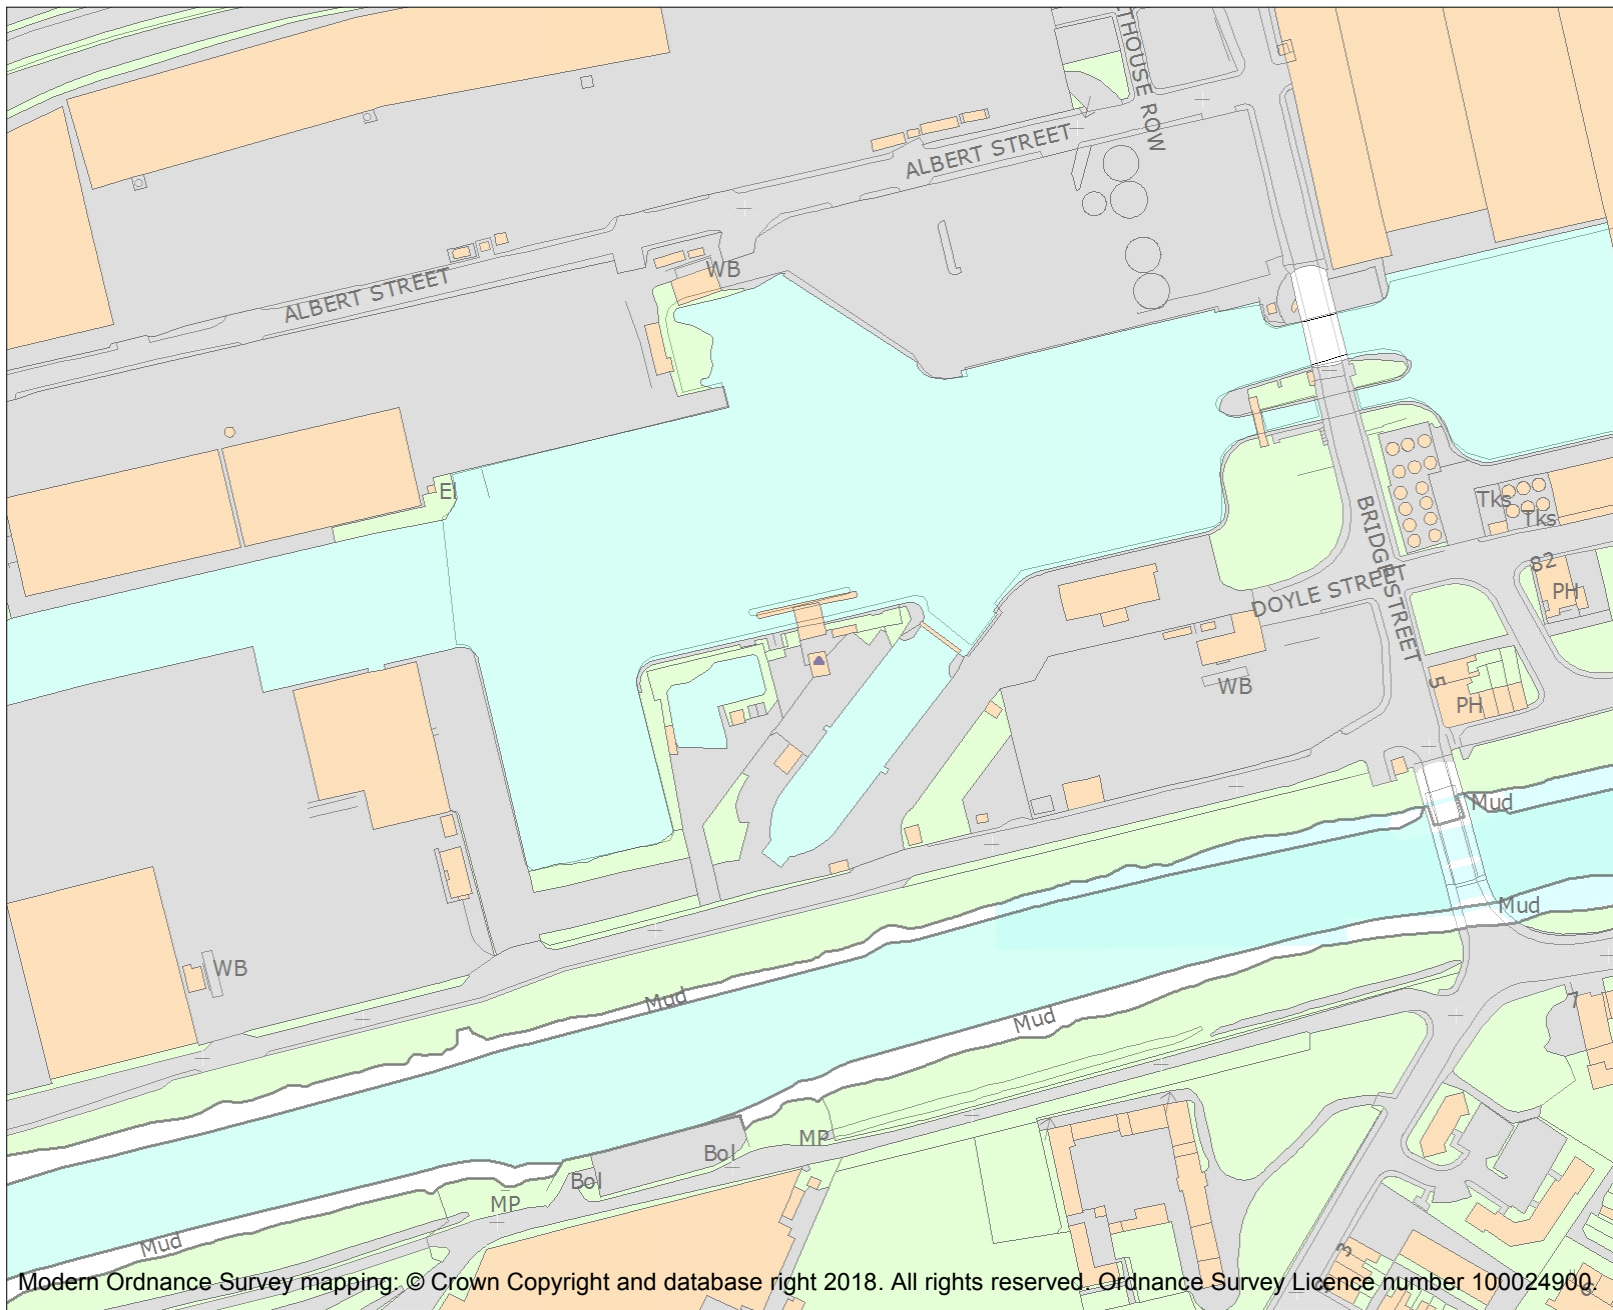 THOUSE ROW
ALBERT STREET
WB
ALBERT STREET
El
Tks
Tks
BRIDGE STREET
82
DOYLE STREET
PH
5
WB
PH
Mud
Mud
WB
Mud
7
Mud
MP
Bol
Bol
MP
Mud
3
Modern Ordnance Survey mapping: © Crown Copyright and database right 2018. All rights reserved. Ordnance Survey Licence number 100024900.